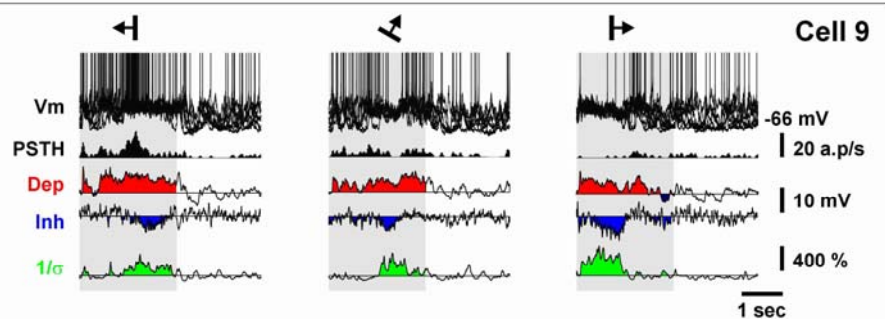 Cell 9
Vm
-66 mV
PSTH
20 a.p/s
Dep
10 mV
Inh
1/σ
400 %
1 sec